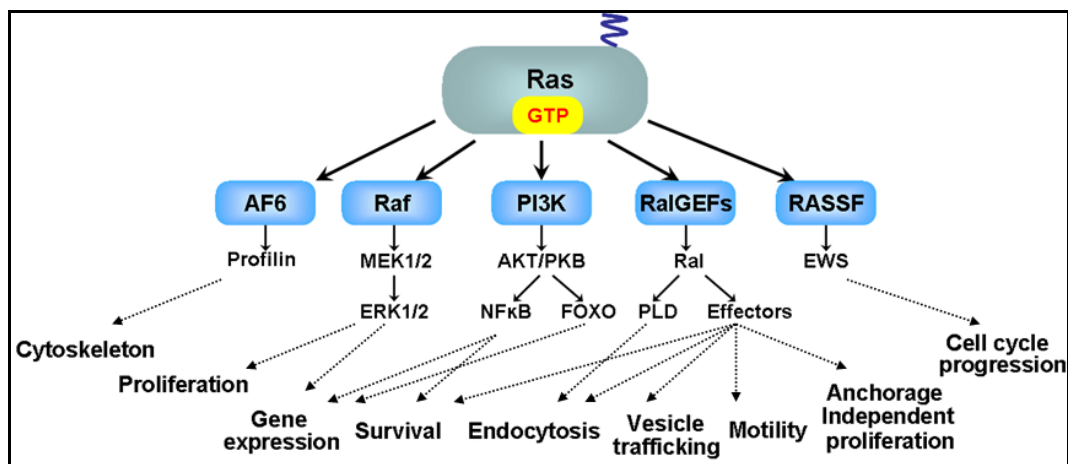 Ras
GTP
AF6
Raf
PI3K
RalGEFs
RASSF
Profilin
MEK1/2
AKT/PKB
Ral
EWS
ERK1/2
NFκB
FOXO
PLD
Effectors
Cytoskeleton
Proliferation
Gene
expression
Survival
Endocytosis
Vesicle
trafficking
Motility
Anchorage
Independent
proliferation
Cell cycle
progression